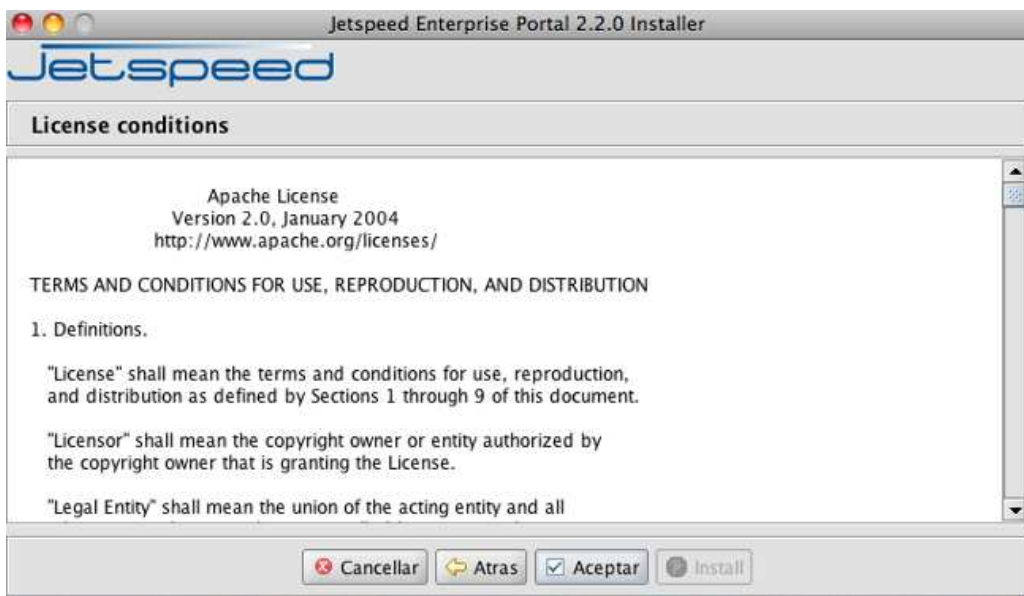 Jetspeed Enterprise Portal 2.2.0 Installer
Jetspeed
License conditions
Apache License
Version 2.0, January 2004
http://www.apache.org/licenses/
TERMS AND CONDITIONS FOR USE, REPRODUCTION, AND DISTRIBUTION
1. Definitions.
"License" shall mean the terms and conditions for use, reproduction,
and distribution as defined by Sections 1 through 9 of this document.
"Licensor" shall mean the copyright owner or entity authorized by
the copyright owner that is granting the License.
"Legal Entity" shall mean the union of the acting entity and all
Cancellar Atras Aceptar Install